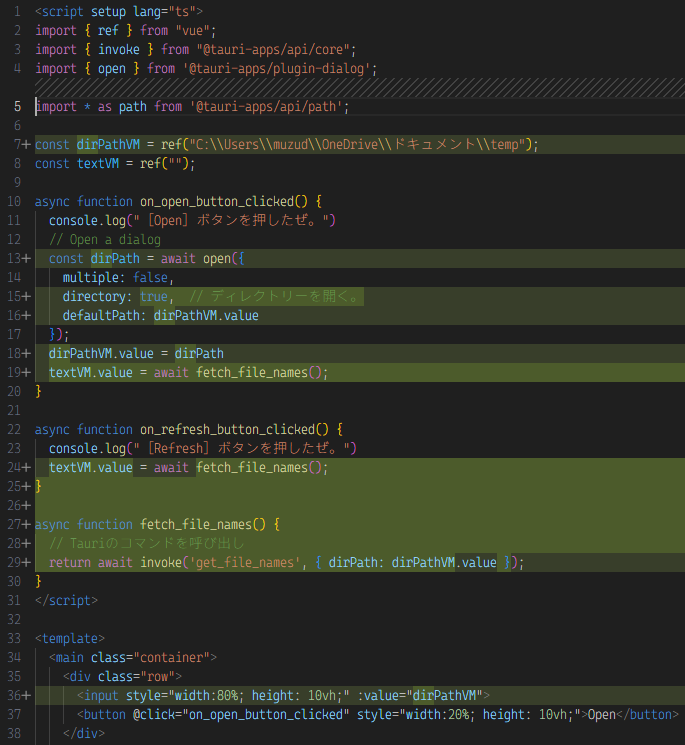 1 <script setup lang="ts">
2 import { ref } from "vue";
3 import { invoke } from "@tauri-apps/api/core";
4 import { open } from '@tauri-apps/plugin-dialog';
5 import * as path from '@tauri-apps/api/path';
6
7+ const dirPathVM = ref("C:\\Users\\muzud\\OneDrive\\ドキュメント\\temp");
8 const textVM = ref("");
9
10 async function on_open_button_clicked() {
11 console.log("［Open］ボタンを押したぜ。")
12 // Open a dialog
13+ const dirPath = await open({
14 multiple: false,
15+ directory: true, // ディレクトリーを開く。
16+ defaultPath: dirPathVM.value
17 });
18+ dirPathVM.value = dirPath
19+ textVM.value = await fetch_file_names();
20 }
21
22 async function on_refresh_button_clicked() {
23 console.log("［Refresh］ボタンを押したぜ。")
24+ textVM.value = await fetch_file_names();
25+ }
26+
27+ async function fetch_file_names() {
28+ // Tauriのコマンドを呼び出し
29+ return await invoke('get_file_names', { dirPath: dirPathVM.value });
30 }
31 </script>
32
33 <template>
34 <main class="container">
35 <div class="row">
36+ <input style="width:80%; height: 10vh;" :value="dirPathVM">
37 <button @click="on_open_button_clicked" style="width:20%; height: 10vh;">Open</button>
38 </div>